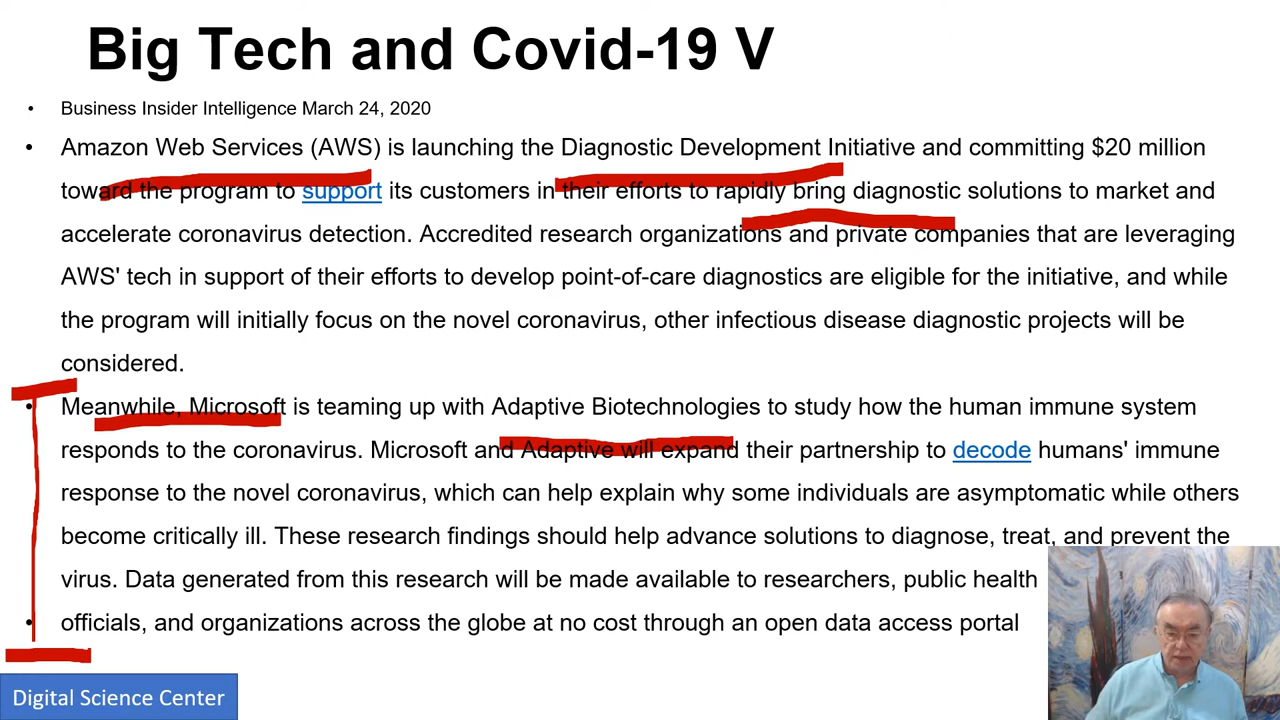 Big Tech and Covid-19 V
• Business Insider Intelligence March 24, 2020
• Amazon Web Services (AWS) is launching the Diagnostic Development Initiative and committing $20 million
toward the program to support its customers in their efforts to rapidly bring diagnostic solutions to market and
accelerate coronavirus detection. Accredited research organizations and private companies that are leveraging
AWS' tech in support of their efforts to develop point-of-care diagnostics are eligible for the initiative, and while
the program will initially focus on the novel coronavirus, other infectious disease diagnostic projects will be
considered.
• Meanwhile, Microsoft is teaming up with Adaptive Biotechnologies to study how the human immune system
responds to the coronavirus. Microsoft and Adaptive will expand their partnership to decode humans' immune
response to the novel coronavirus, which can help explain why some individuals are asymptomatic while others
become critically ill. These research findings should help advance solutions to diagnose, treat, and prevent the
virus. Data generated from this research will be made available to researchers, public health
• officials, and organizations across the globe at no cost through an open data access portal
Digital Science Center